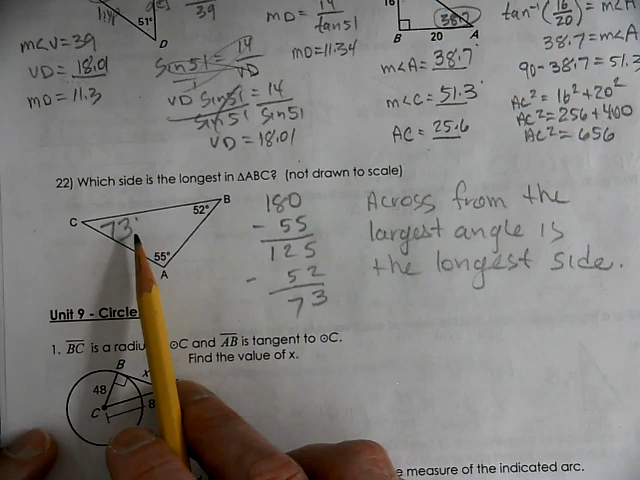 51°
D
39
m∠V=39
VD = 18.01
MD = 11.3
Sin51 = 14
VD
VD Sin51 = 14
Sin51 Sin51
VD = 18.01
MD = 14
tan51
MD = 11.34
16
38.7
B 20 A
m∠A = 38.7°
m∠C = 51.3°
AC = 25.6
tan⁻¹(16/20) = m∠A
38.7 = m∠A
90-38.7 = 51.3
AC² = 16² + 20²
AC² = 256 + 400
AC² = 656
22) Which side is the longest in ΔABC? (not drawn to scale)
C 73° 52° B
55°
A
180
- 55
125
- 52
73
Across from the
largest angle is
the longest side.
Unit 9 - Circle
1. BC is a radiu ⊙C and AB is tangent to ⊙C.
Find the value of x.
B
x
48
C
8
e measure of the indicated arc.